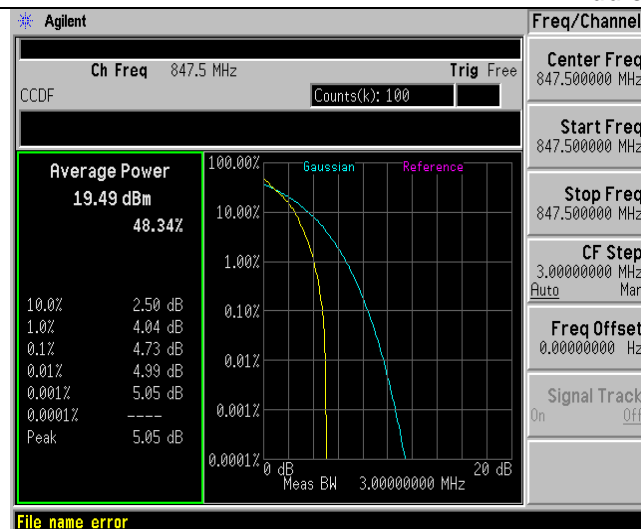 Agilent
Freq/Channel
Ch Freq 847.5 MHz Trig Free
CCDF Counts(k): 100
Average Power
19.49 dBm
48.34%
10.0% 2.50 dB
1.0% 4.04 dB
0.1% 4.73 dB
0.01% 4.99 dB
0.001% 5.05 dB
0.0001% ----
Peak 5.05 dB
Gaussian Reference
100.00%
10.00%
1.00%
0.10%
0.01%
0.001%
0.0001%
0 dB 20 dB
Meas BW 3.00000000 MHz
Center Freq
847.500000 MHz
Start Freq
847.500000 MHz
Stop Freq
847.500000 MHz
CF Step
3.00000000 MHz
Auto Man
Freq Offset
0.00000000 Hz
Signal Track
On Off
File name error